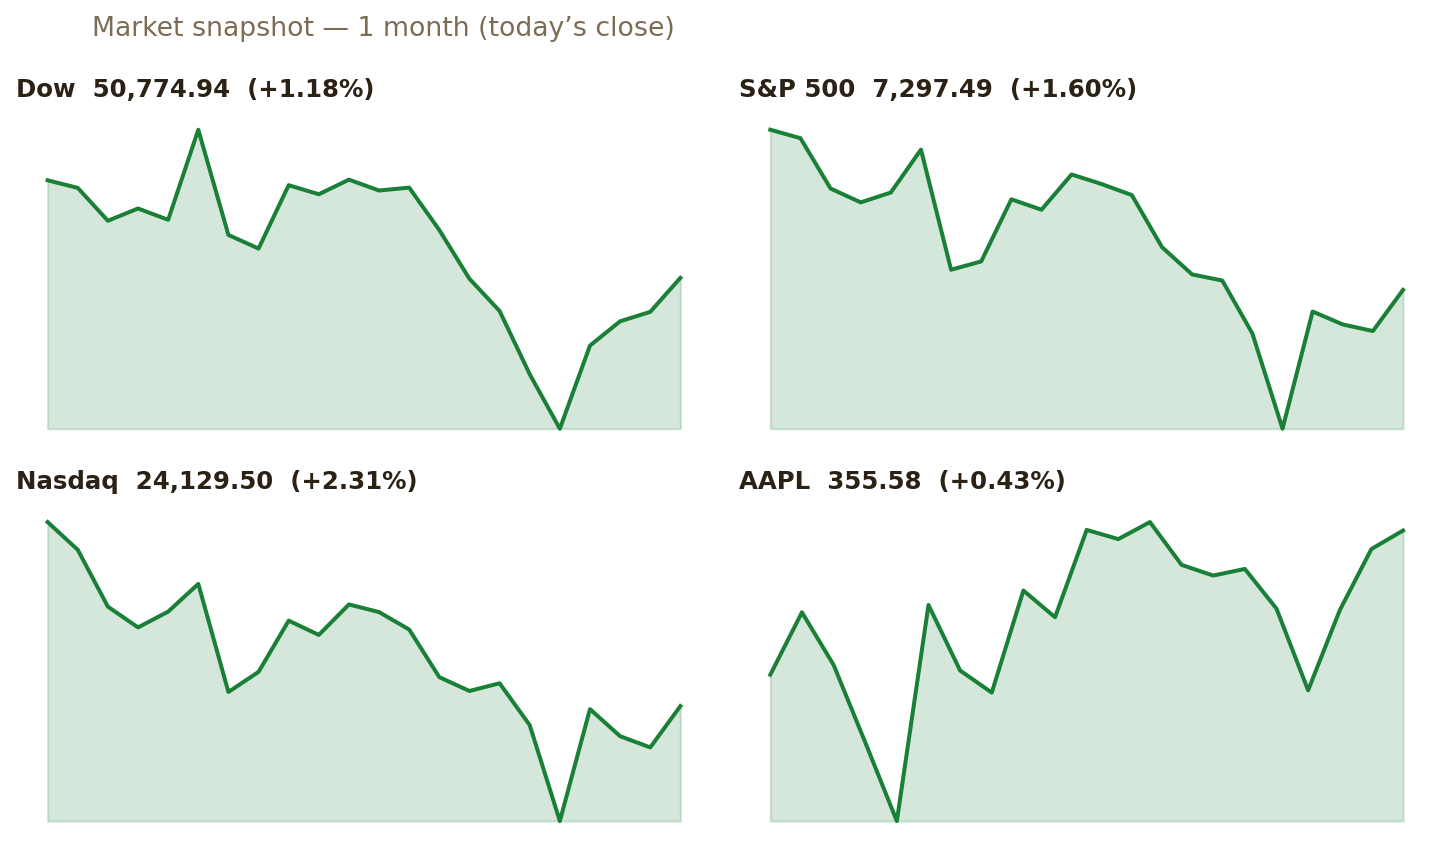 Market snapshot — 1 month (today’s close)
Dow  50,774.94  (+1.18%)
S&P 500  7,297.49  (+1.60%)
Nasdaq  24,129.50  (+2.31%)
AAPL  355.58  (+0.43%)